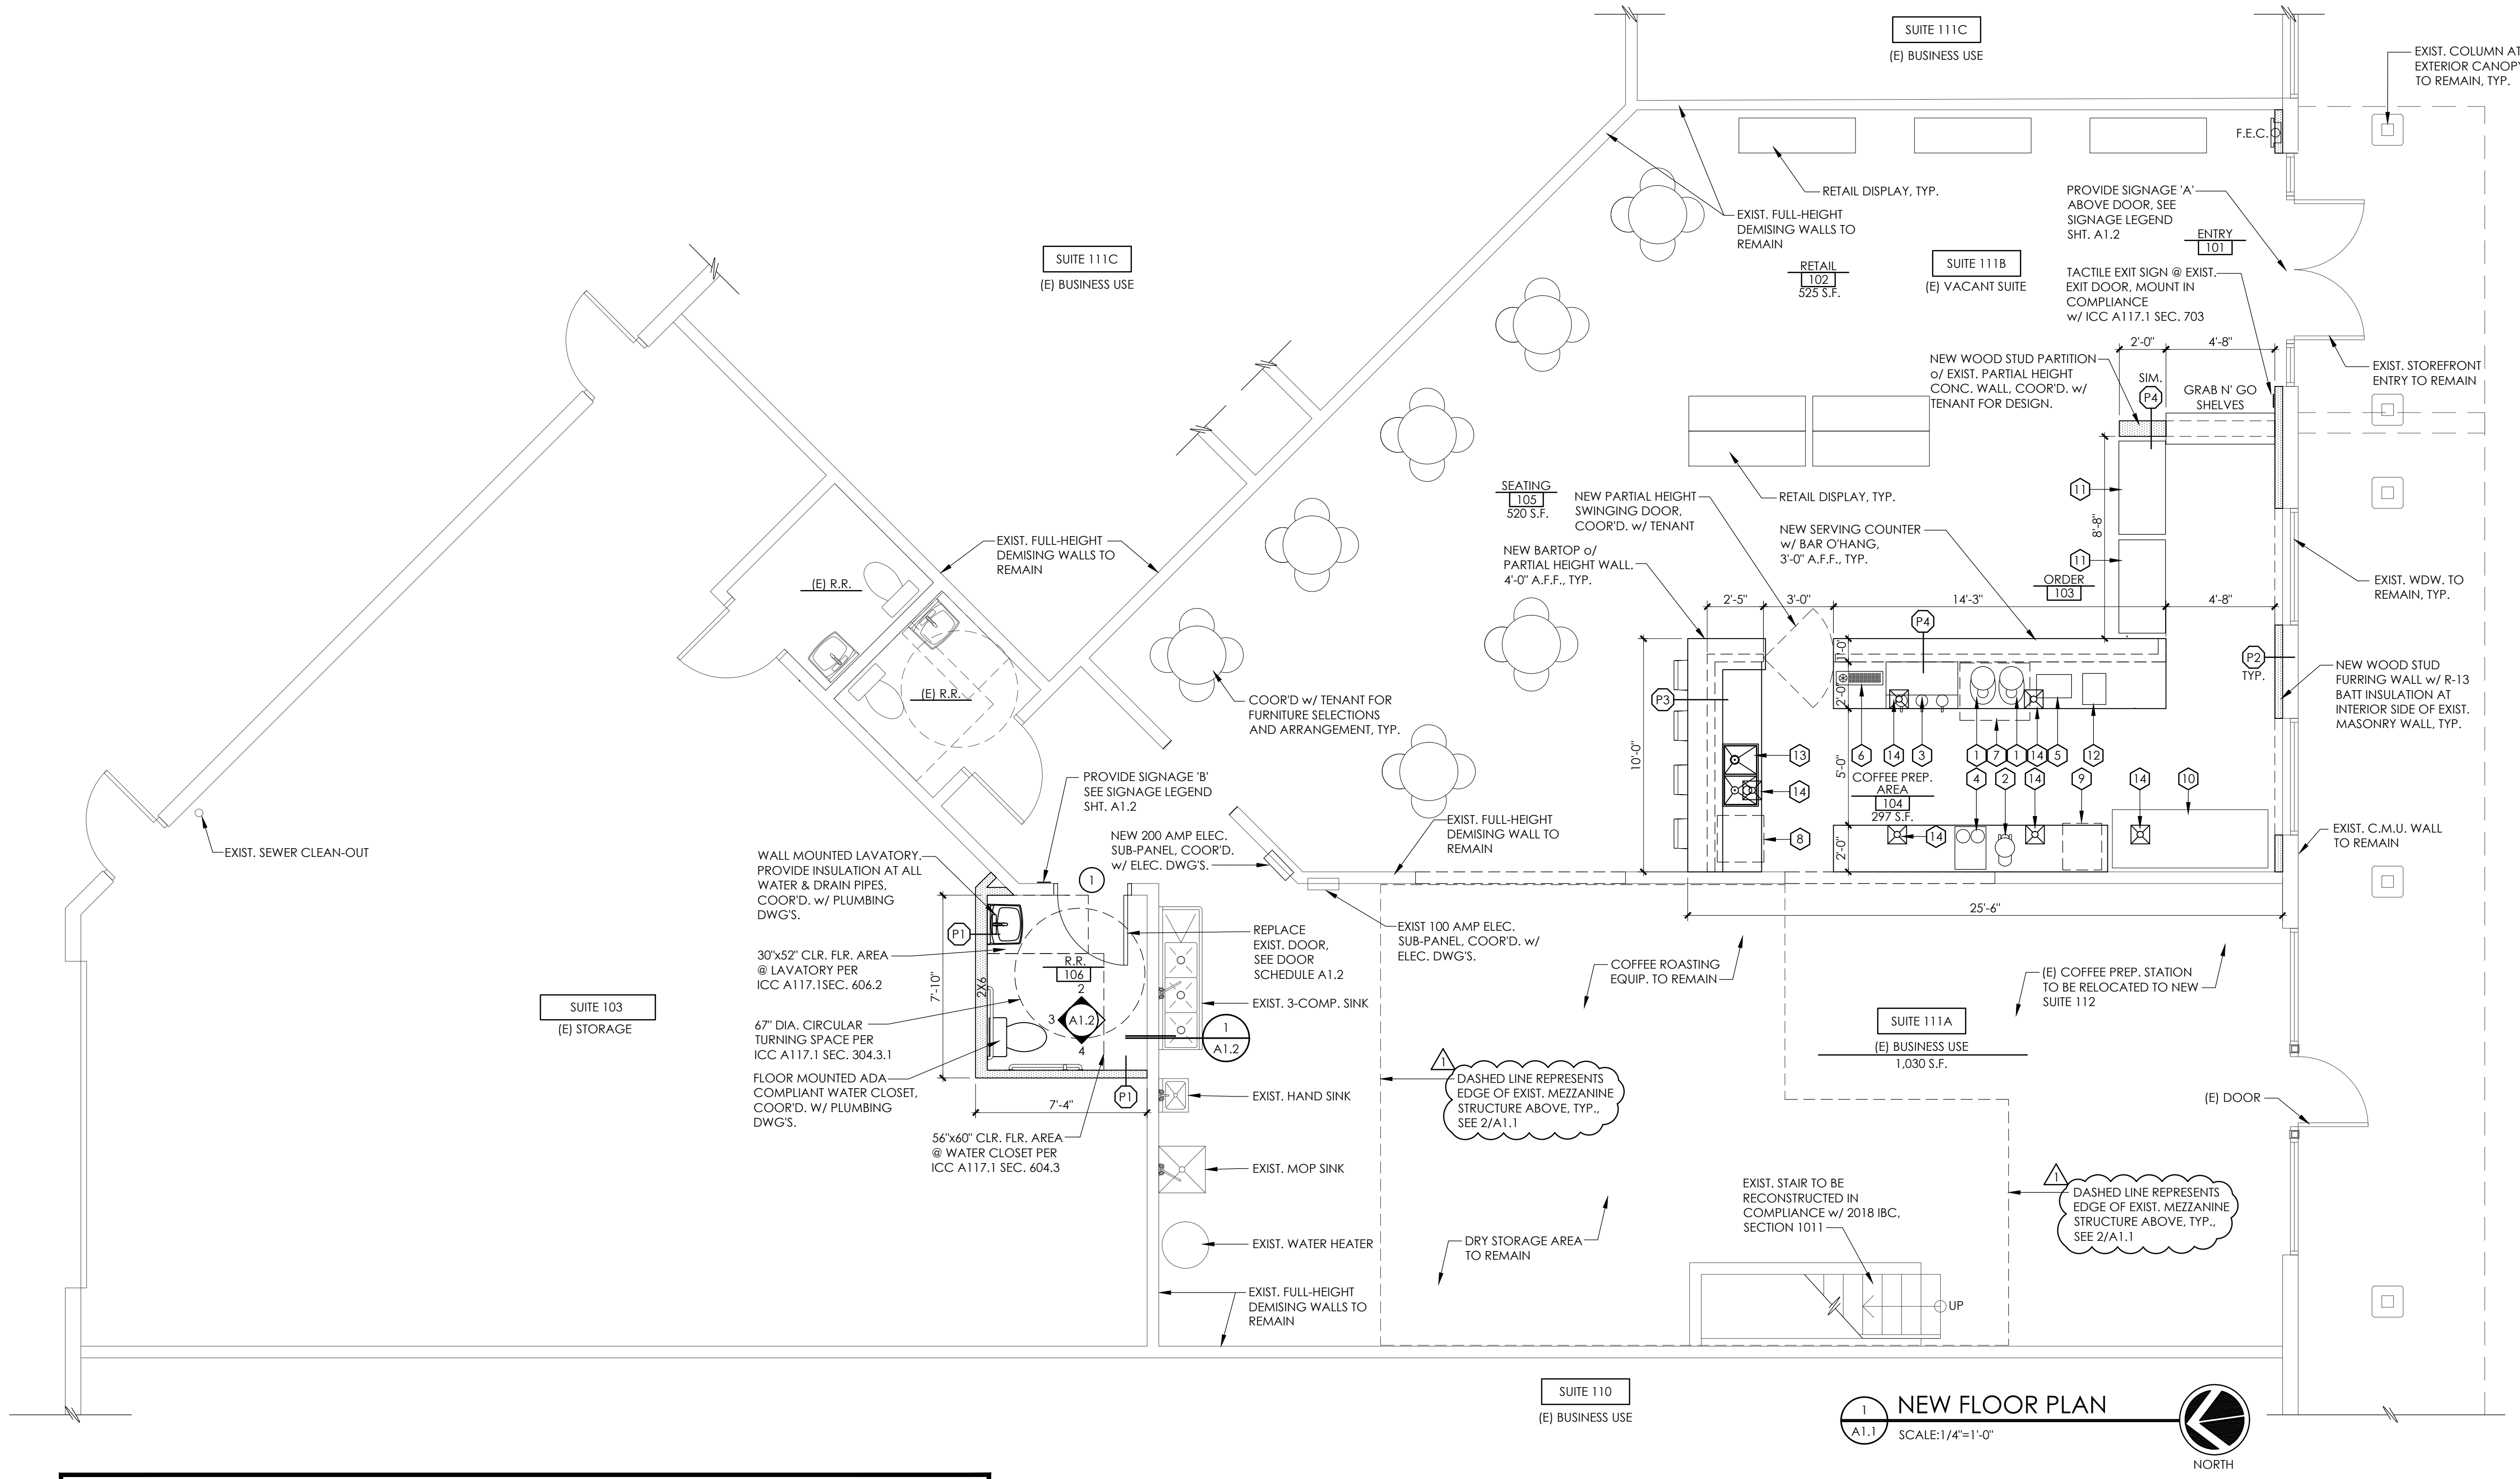 SUITE 111C
(E) BUSINESS USE
EXIST. COLUMN AT
EXTERIOR CANOPY
TO REMAIN, TYP.
F.E.C.
RETAIL DISPLAY, TYP.
EXIST. FULL-HEIGHT
DEMISING WALLS TO
REMAIN
PROVIDE SIGNAGE 'A'
ABOVE DOOR, SEE
SIGNAGE LEGEND
SHT. A1.2
ENTRY
101
SUITE 111C
(E) BUSINESS USE
RETAIL
102
525 S.F.
SUITE 111B
(E) VACANT SUITE
TACTILE EXIT SIGN @ EXIST.
EXIT DOOR, MOUNT IN
COMPLIANCE
w/ ICC A117.1 SEC. 703
2'-0"
4'-8"
NEW WOOD STUD PARTITION
o/ EXIST. PARTIAL HEIGHT
CONC. WALL, COOR'D. w/
TENANT FOR DESIGN.
SIM.
P4
GRAB N' GO
SHELVES
EXIST. STOREFRONT
ENTRY TO REMAIN
SEATING
105
520 S.F.
NEW PARTIAL HEIGHT
SWINGING DOOR,
COOR'D. w/ TENANT
RETAIL DISPLAY, TYP.
11
8'-8"
NEW SERVING COUNTER
w/ BAR O'HANG,
3'-0" A.F.F., TYP.
EXIST. FULL-HEIGHT
DEMISING WALLS TO
REMAIN
NEW BARTOP o/
PARTIAL HEIGHT WALL.
4'-0" A.F.F., TYP.
11
ORDER
103
EXIST. WDW. TO
REMAIN, TYP.
(E) R.R.
2'-5"
3'-0"
14'-3"
4'-8"
P4
1'-0"
2'-0"
P2
TYP.
NEW WOOD STUD
FURRING WALL w/ R-13
BATT INSULATION AT
INTERIOR SIDE OF EXIST.
MASONRY WALL, TYP.
(E) R.R.
COOR'D w/ TENANT FOR
FURNITURE SELECTIONS
AND ARRANGEMENT, TYP.
P3
10'-0"
13
6
14
3
1
7
1
14
5
12
5'-0"
COFFEE PREP.
AREA
104
297 S.F.
4
2
14
9
14
10
14
14
8
2'-0"
PROVIDE SIGNAGE 'B'
SEE SIGNAGE LEGEND
SHT. A1.2
EXIST. SEWER CLEAN-OUT
NEW 200 AMP ELEC.
SUB-PANEL, COOR'D.
w/ ELEC. DWG'S.
EXIST. FULL-HEIGHT
DEMISING WALL TO
REMAIN
EXIST. C.M.U. WALL
TO REMAIN
WALL MOUNTED LAVATORY.
PROVIDE INSULATION AT ALL
WATER & DRAIN PIPES,
COOR'D. w/ PLUMBING
DWG'S.
1
25'-6"
P1
REPLACE
EXIST. DOOR,
SEE DOOR
SCHEDULE A1.2
EXIST 100 AMP ELEC.
SUB-PANEL, COOR'D. w/
ELEC. DWG'S.
30"x52" CLR. FLR. AREA
@ LAVATORY PER
ICC A117.1SEC. 606.2
7'-10"
2X6
R.R.
106
COFFEE ROASTING
EQUIP. TO REMAIN
(E) COFFEE PREP. STATION
TO BE RELOCATED TO NEW
SUITE 112
SUITE 103
(E) STORAGE
2
3
A1.2
4
EXIST. 3-COMP. SINK
1
A1.2
67" DIA. CIRCULAR
TURNING SPACE PER
ICC A117.1 SEC. 304.3.1
SUITE 111A
(E) BUSINESS USE
1,030 S.F.
FLOOR MOUNTED ADA
COMPLIANT WATER CLOSET,
COOR'D. W/ PLUMBING
DWG'S.
7'-4"
P1
EXIST. HAND SINK
1
DASHED LINE REPRESENTS
EDGE OF EXIST. MEZZANINE
STRUCTURE ABOVE, TYP.,
SEE 2/A1.1
(E) DOOR
56"x60" CLR. FLR. AREA
@ WATER CLOSET PER
ICC A117.1 SEC. 604.3
EXIST. MOP SINK
EXIST. STAIR TO BE
RECONSTRUCTED IN
COMPLIANCE w/ 2018 IBC,
SECTION 1011
1
DASHED LINE REPRESENTS
EDGE OF EXIST. MEZZANINE
STRUCTURE ABOVE, TYP.,
SEE 2/A1.1
EXIST. WATER HEATER
DRY STORAGE AREA
TO REMAIN
EXIST. FULL-HEIGHT
DEMISING WALLS TO
REMAIN
UP
SUITE 110
(E) BUSINESS USE
1
A1.1
NEW FLOOR PLAN
SCALE:1/4"=1'-0"
NORTH